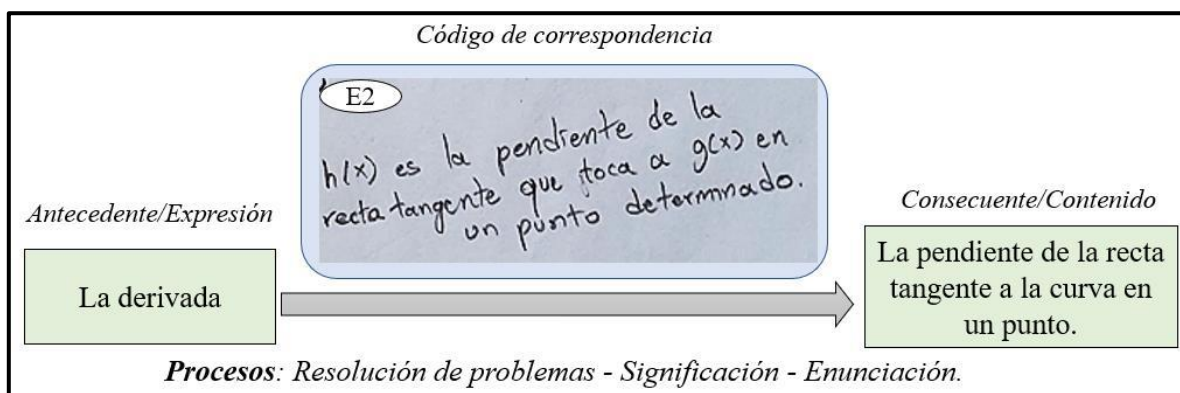 Código de correspondencia
E2
h(x) es la pendiente de la
recta tangente que toca a g(x) en
un punto determnado.
Antecedente/Expresión
La derivada
Consecuente/Contenido
La pendiente de la recta
tangente a la curva en
un punto.
Procesos: Resolución de problemas - Significación - Enunciación.